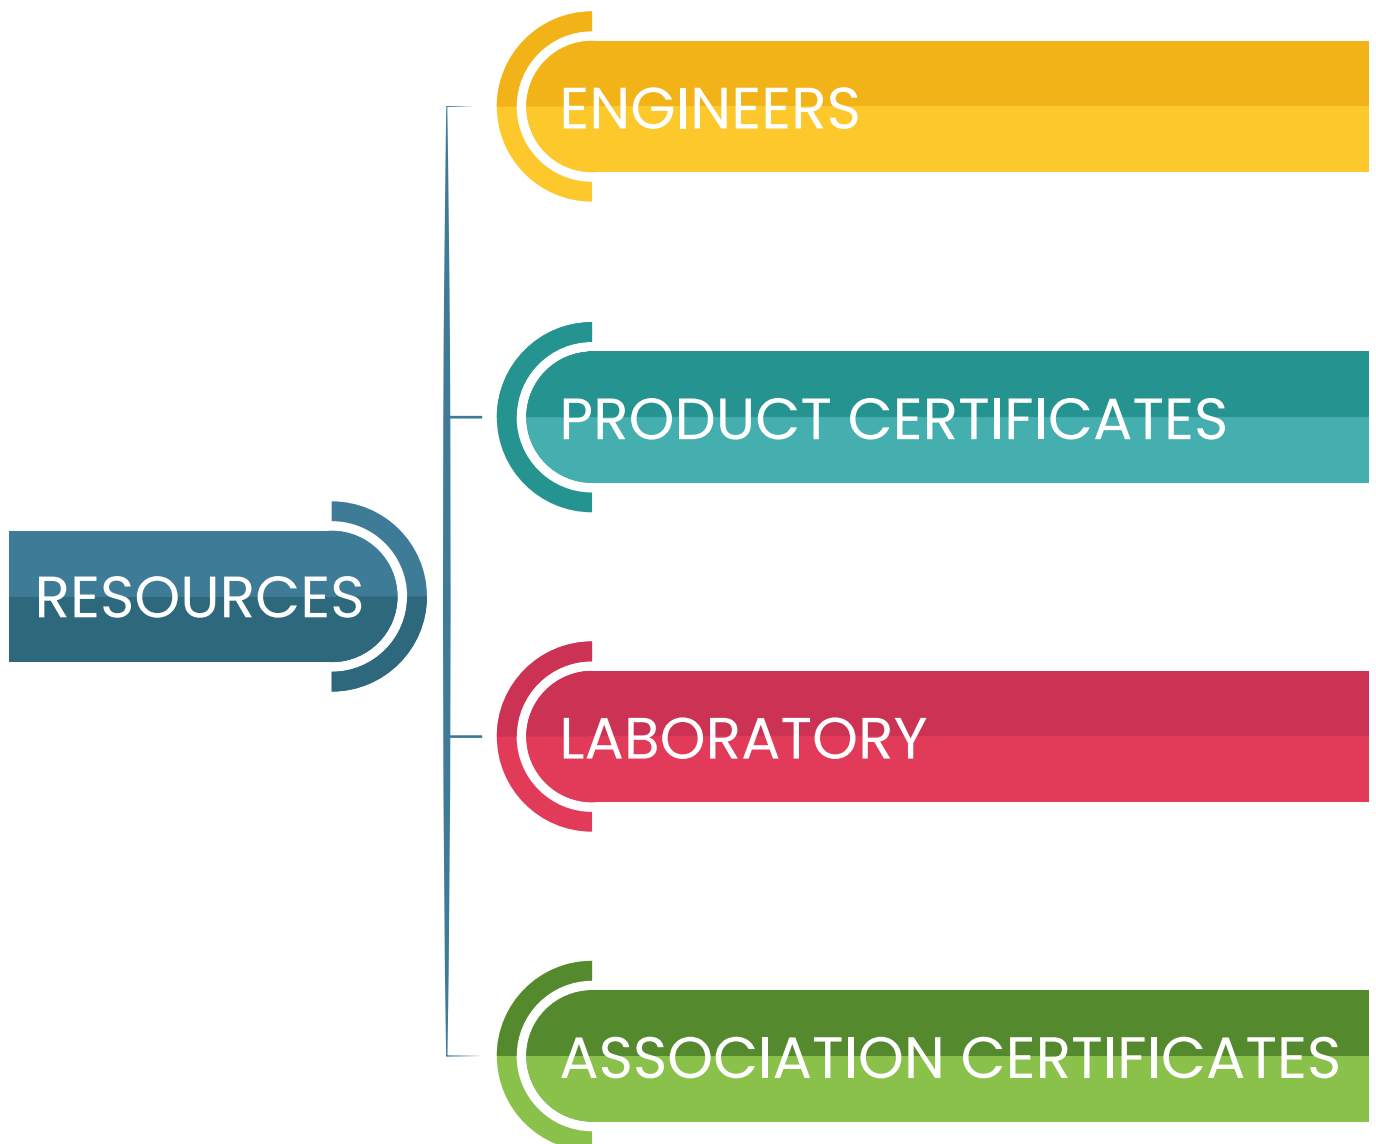 ENGINEERS
PRODUCT CERTIFICATES
RESOURCES
LABORATORY
ASSOCIATION CERTIFICATES